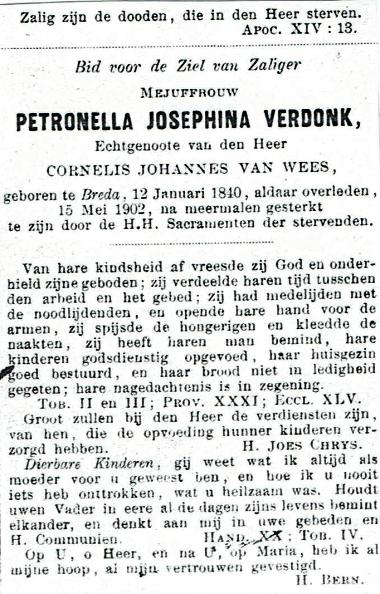 Zalig zijn de dooden, die in den Heer sterven.
Apoc. XIV : 13.
Bid voor de Ziel van Zaliger
Mejuffrouw
PETRONELLA JOSEPHINA VERDONK,
Echtgenoote van den Heer
CORNELIS JOHANNES VAN WEES,
geboren te Breda, 12 Januari 1840, aldaar overleden,
15 Mei 1902, na meermalen gesterkt
te zijn door de H.H. Sacramenten der stervenden.
Van hare kindsheid af vreesde zij God en onder-
hield zijne geboden; zij verdeelde haren tijd tusschen
den arbeid en het gebed; zij had medelijden met
de noodlijdenden, en opende hare hand voor de
armen, zij spijsde de hongerigen en kleedde de
naakten, zij heeft haren man bemind, hare
kinderen godsdienstig opgevoed, haar huisgezin
goed bestuurd, en haar brood niet in ledigheid
gegeten; hare nagedachtenis is in zegening.
Tob. II en III; Prov. XXXI; Eccl. XLV.
Groot zullen bij den Heer de verdiensten zijn,
van hen, die de opvoeding hunner kinderen ver-
zorgd hebben. H. Joes Chrys.
Dierbare Kinderen, gij weet wat ik altijd als
moeder voor u geweest ben, en hoe ik u nooit
iets heb onttrokken, wat u heilzaam was. Houdt
uwen Vader in eere al de dagen zijns levens bemint
elkander, en denkt aan mij in uwe gebeden en
H. Communien. Hand. XX; Tob. IV.
Op U, o Heer, en na U, op Maria, heb ik al
mijne hoop, al mijn vertrouwen gevestigd.
H. Bern.